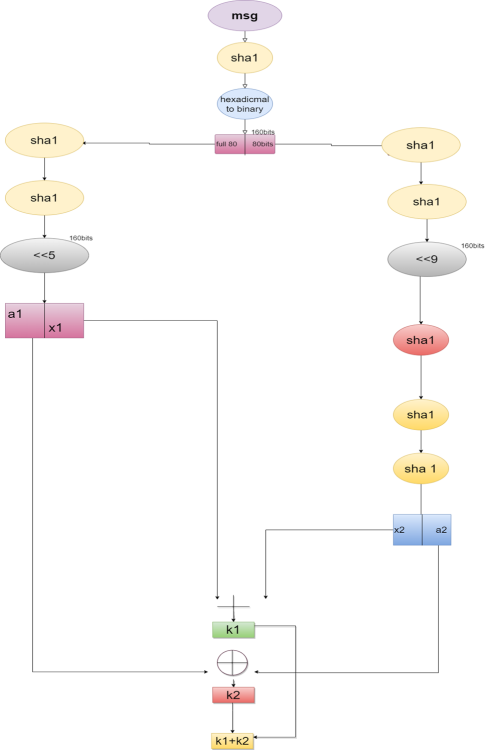 msg
sha1
hexadicmal
to binary
160bits
full 80
80bits
sha1
sha1
sha1
sha1
160bits
<<5
160bits
<<9
a1
x1
sha1
sha1
sha 1
x2
a2
k1
k2
k1+k2